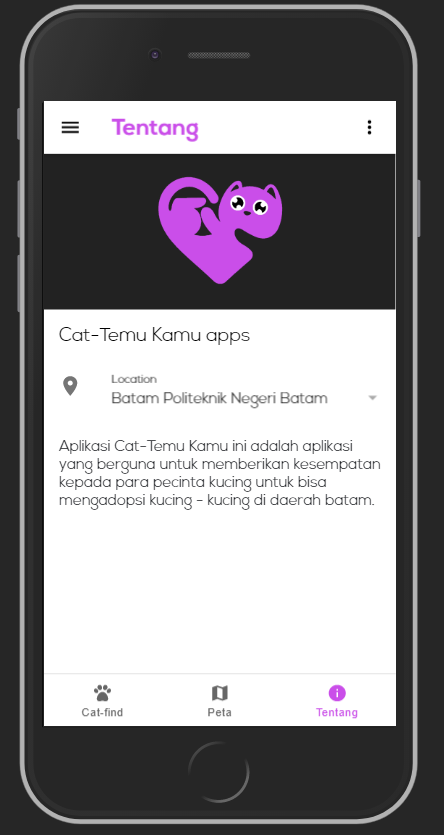 Tentang
Cat-Temu Kamu apps
Location
Batam Politeknik Negeri Batam
Aplikasi Cat-Temu Kamu ini adalah aplikasi
yang berguna untuk memberikan kesempatan
kepada para pecinta kucing untuk bisa
mengadopsi kucing - kucing di daerah batam.
Cat-find
Peta
Tentang